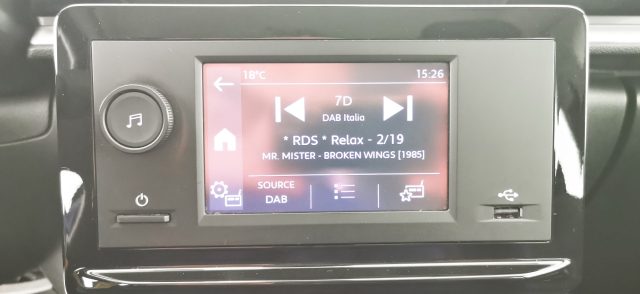 18°C
15:26
7D
DAB Italia
* RDS * Relax - 2/19
MR. MISTER - BROKEN WINGS [1985]
SOURCE
DAB